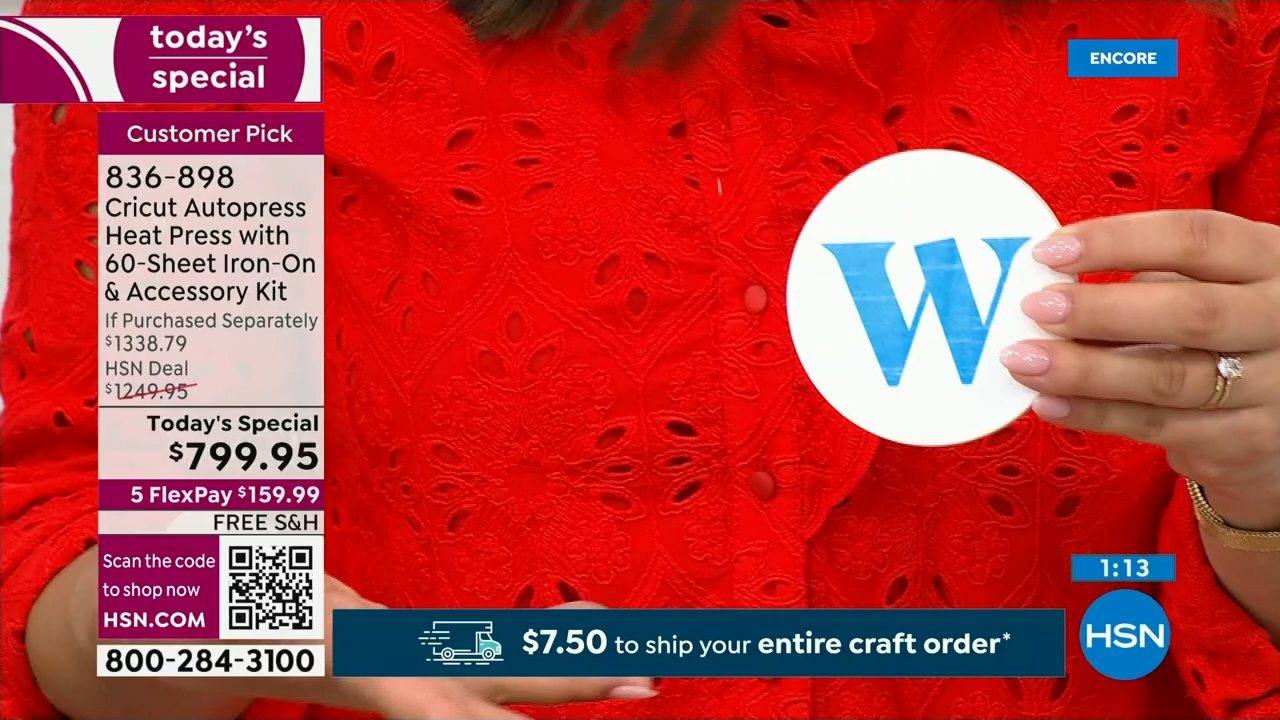 today's
special
Customer Pick
836-898
Cricut Autopress
Heat Press with
60-Sheet Iron-On
& Accessory Kit
If Purchased Separately
$1338.79
HSN Deal
$1249.95
Today's Special
$799.95
5 FlexPay $159.99
FREE S&H
Scan the code
to shop now
HSN.COM
800-284-3100
ENCORE
W
1:13
HSN
$7.50 to ship your entire craft order*